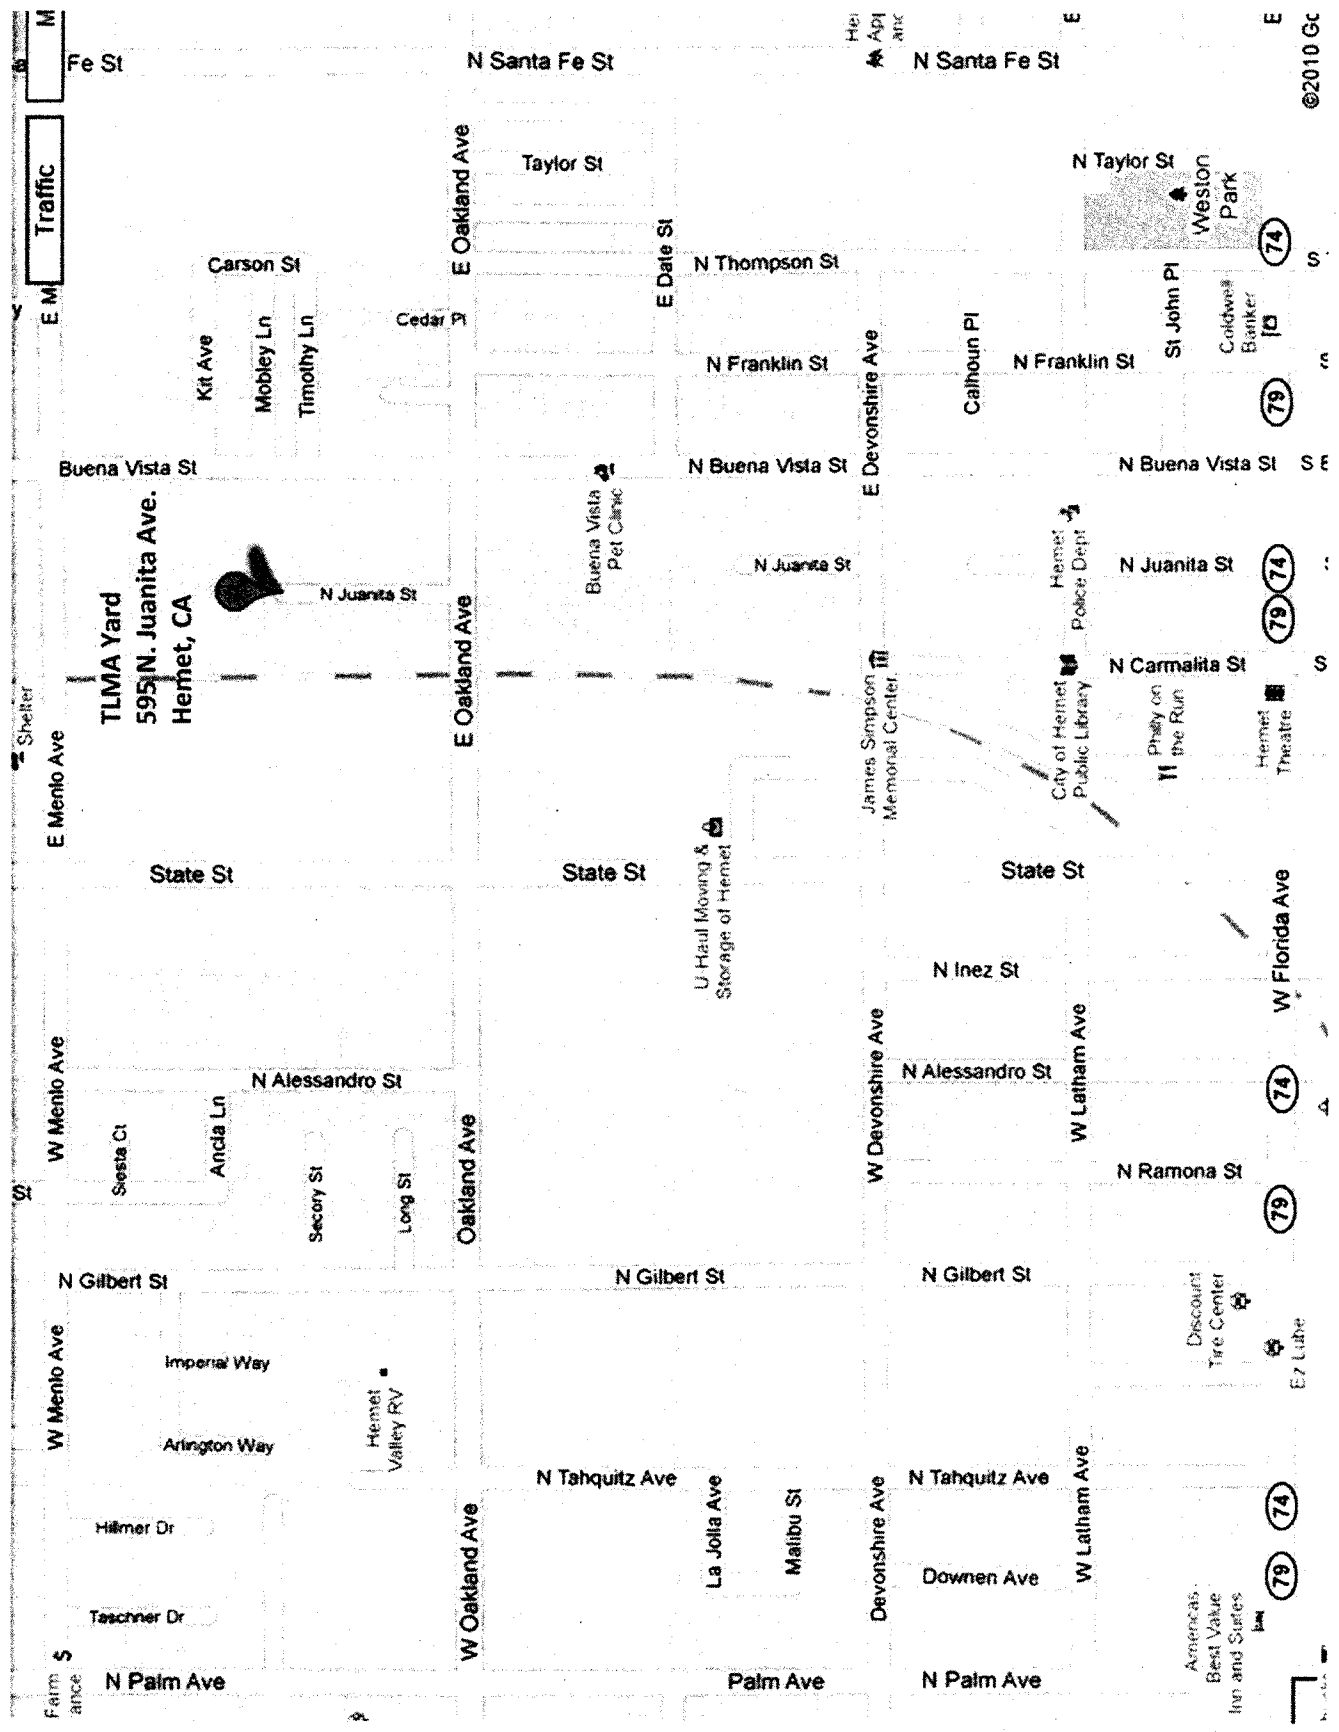 M
Fe St
N Santa Fe St
N Santa Fe St
©2010 Go
Traffic
E Oakland Ave
Taylor St
N Taylor St
Weston
Park
74
E M
Carson St
E Date St
N Thompson St
St John Pl
Coldwell
Banker
Kit Ave
Mobley Ln
Timothy Ln
Cedar Pl
N Franklin St
E Devonshire Ave
Calhoun Pl
N Franklin St
79
Buena Vista St
N Buena Vista St
N Buena Vista St
TLMA Yard
595 N. Juanita Ave.
Hemet, CA
N Juanita St
Buena Vista
Pet Clinic
N Juanita St
Hemet
Police Dept
N Juanita St
74
79
Shelter
E Menlo Ave
E Oakland Ave
James Simpson
Memorial Center
City of Hemet
Public Library
N Carmalita St
Philly on
the Run
Hemet
Theatre
State St
State St
U-Haul Moving &
Storage of Hemet
State St
W Florida Ave
N Inez St
W Menlo Ave
N Alessandro St
W Devonshire Ave
N Alessandro St
W Latham Ave
74
St
Siesta Ct
Ancla Ln
Secory St
Long St
Oakland Ave
N Ramona St
79
N Gilbert St
N Gilbert St
N Gilbert St
Discount
Tire Center
Ez Lube
W Menlo Ave
Imperial Way
Arlington Way
Hemet
Valley RV
N Tahquitz Ave
N Tahquitz Ave
W Latham Ave
Hillmer Dr
W Oakland Ave
La Jolla Ave
Malibu St
Devonshire Ave
Downen Ave
74
79
Taschner Dr
Americas
Best Value
Inn and Suites
Farm
ance
N Palm Ave
Palm Ave
N Palm Ave